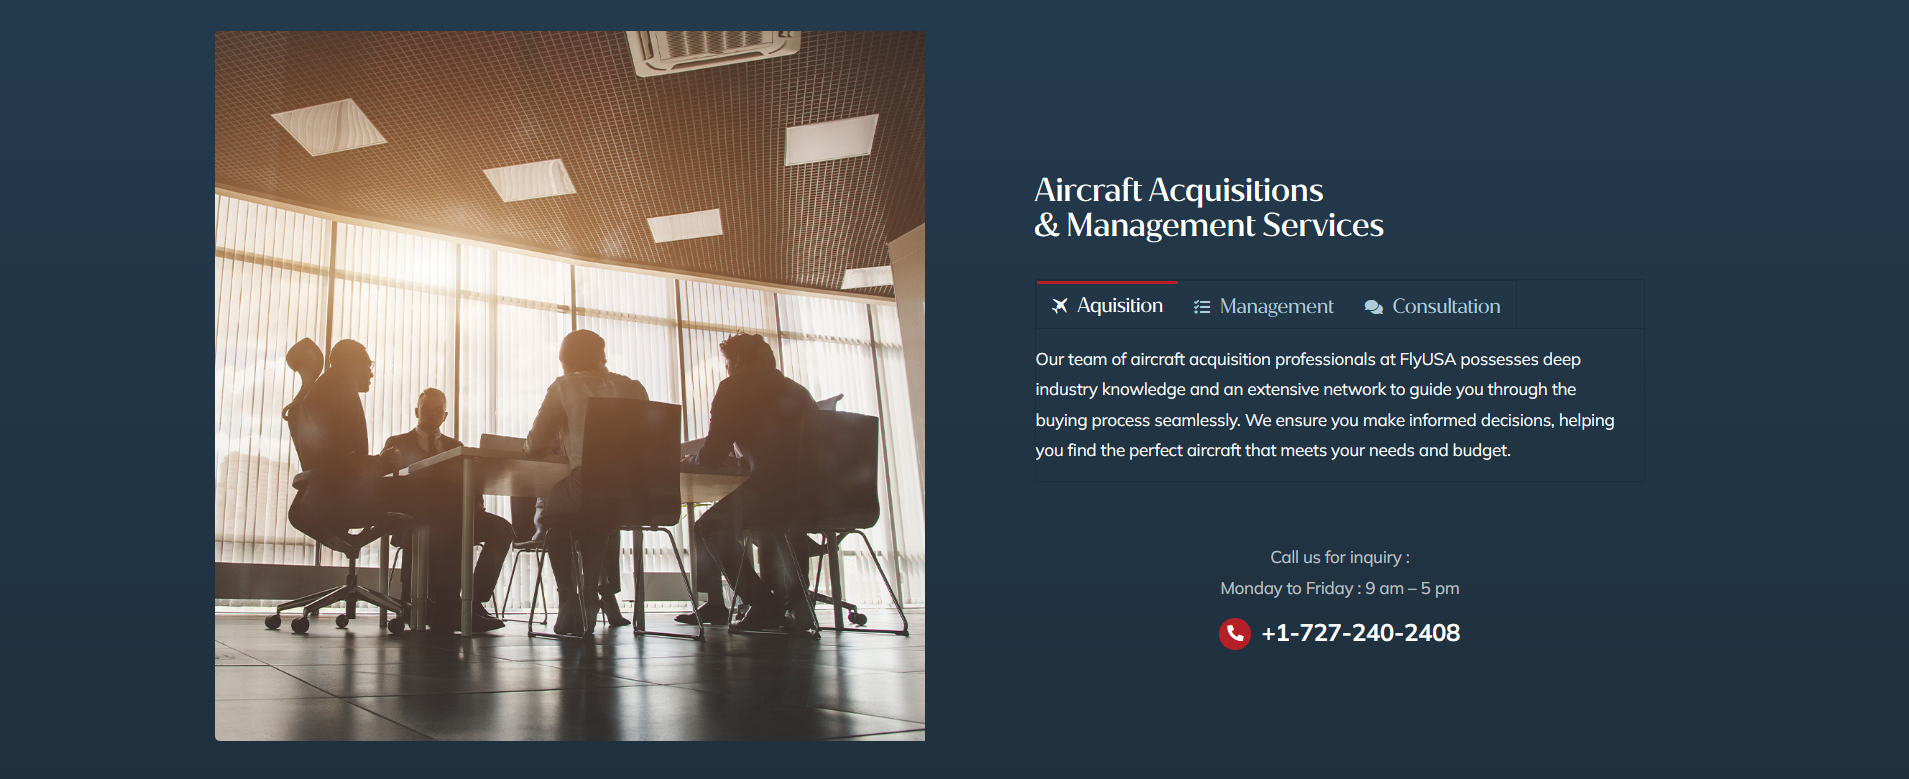 Aircraft Acquisitions
& Management Services
Aquisition
Management
Consultation
Our team of aircraft acquisition professionals at FlyUSA possesses deep
industry knowledge and an extensive network to guide you through the
buying process seamlessly. We ensure you make informed decisions, helping
you find the perfect aircraft that meets your needs and budget.
Call us for inquiry :
Monday to Friday : 9 am – 5 pm
+1-727-240-2408